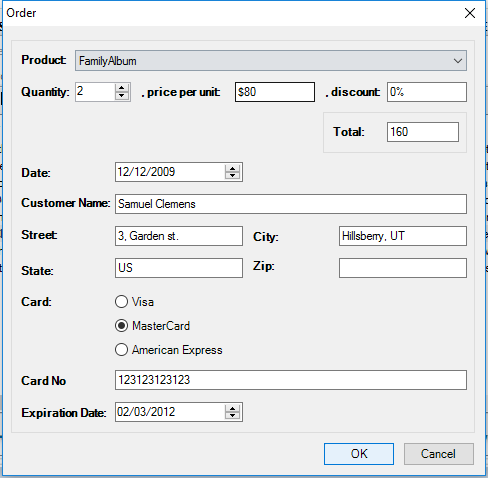 Order
Product: FamilyAlbum
Quantity: 2 , price per unit: $80 , discount: 0%
Total: 160
Date: 12/12/2009
Customer Name: Samuel Clemens
Street: 3, Garden st. City: Hillsberry, UT
State: US Zip:
Card: Visa
MasterCard
American Express
Card No 123123123123
Expiration Date: 02/03/2012
OK Cancel